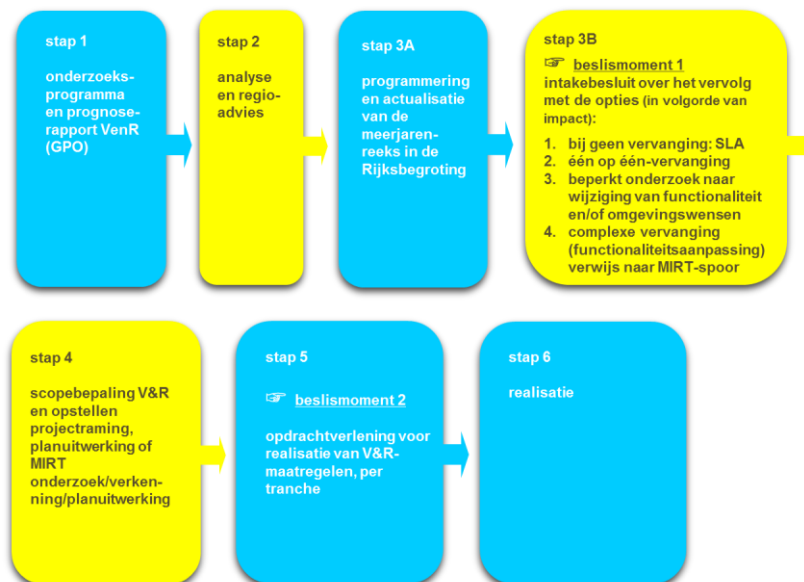 stap 1
onderzoeks-
programma
en prognose-
rapport VenR
(GPO)
stap 2
analyse
en regio-
advies
stap 3A
programmering
en actualisatie
van de
meerjaren-
reeks in de
Rijksbegroting
stap 3B
☞ beslismoment 1
intakebesluit over het vervolg
met de opties (in volgorde van
impact):
1. bij geen vervanging: SLA
2. één op één-vervanging
3. beperkt onderzoek naar
wijziging van functionaliteit
en/of omgevingswensen
4. complexe vervanging
(functionaliteitsaanpassing)
verwijs naar MIRT-spoor
stap 4
scopebepaling V&R
en opstellen
projectraming,
planuitwerking of
MIRT
onderzoek/verken-
ning/planuitwerking
stap 5
☞ beslismoment 2
opdrachtverlening voor
realisatie van V&R-
maatregelen, per
tranche
stap 6
realisatie